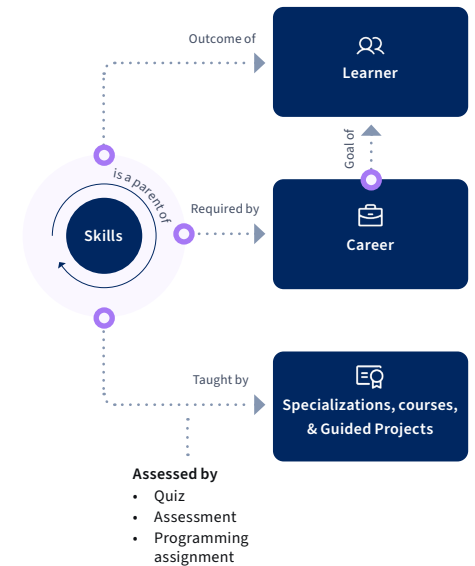 Outcome of
Learner
Goal of
is a parent of
Skills
Required by
Career
Taught by
Specializations, courses,
& Guided Projects
Assessed by
• Quiz
• Assessment
• Programming
assignment